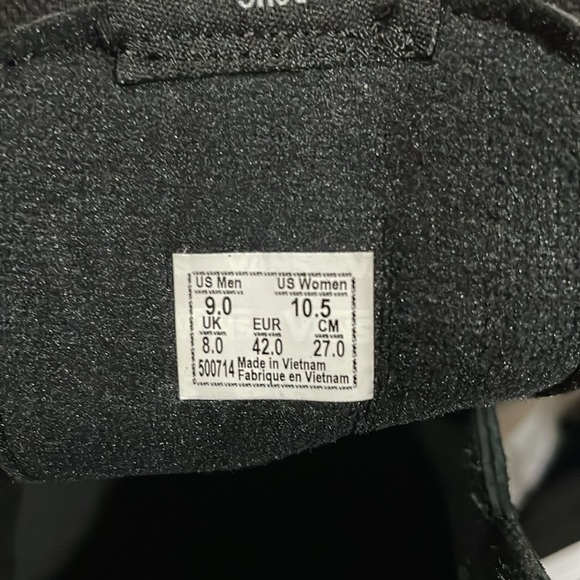 Shoe
US Men US Women
9.0 10.5
UK EUR CM
8.0 42.0 27.0
500714 Made in Vietnam
Fabrique en Vietnam